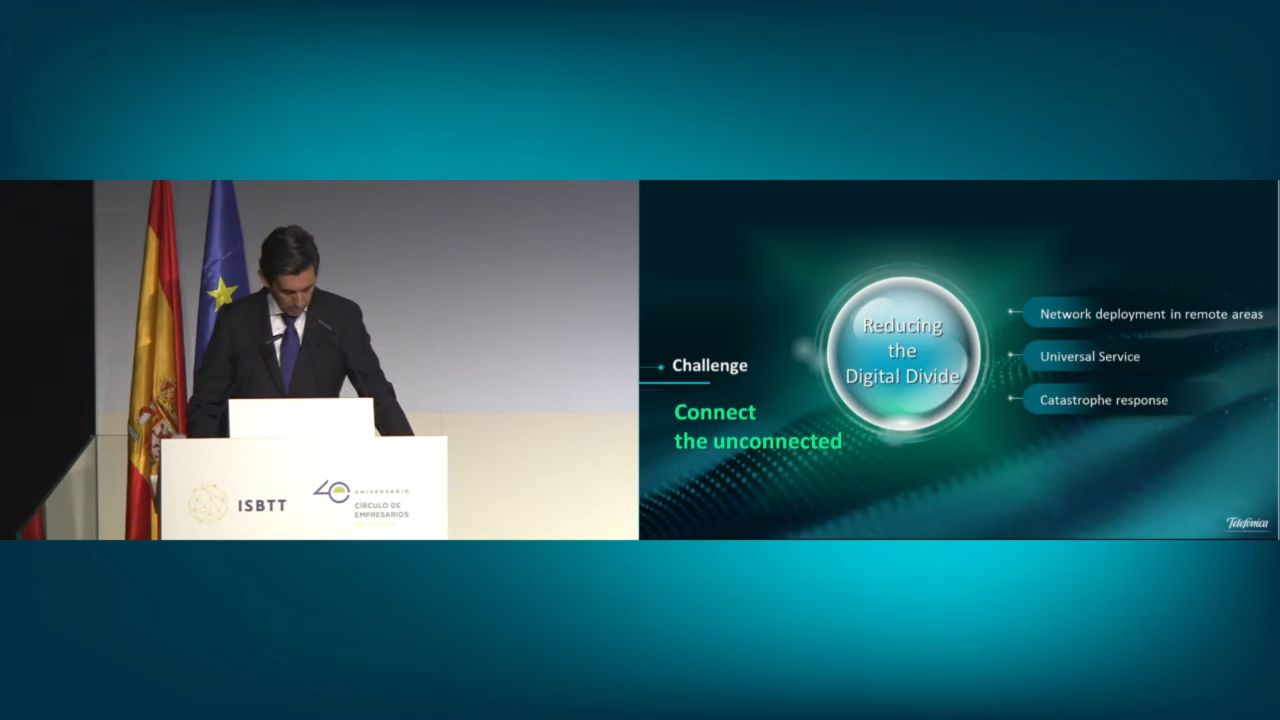 ISBTT
40 ANIVERSARIO
CÍRCULO DE
EMPRESARIOS
Challenge
Connect
the unconnected
Reducing
the
Digital Divide
Network deployment in remote areas
Universal Service
Catastrophe response
Telefónica